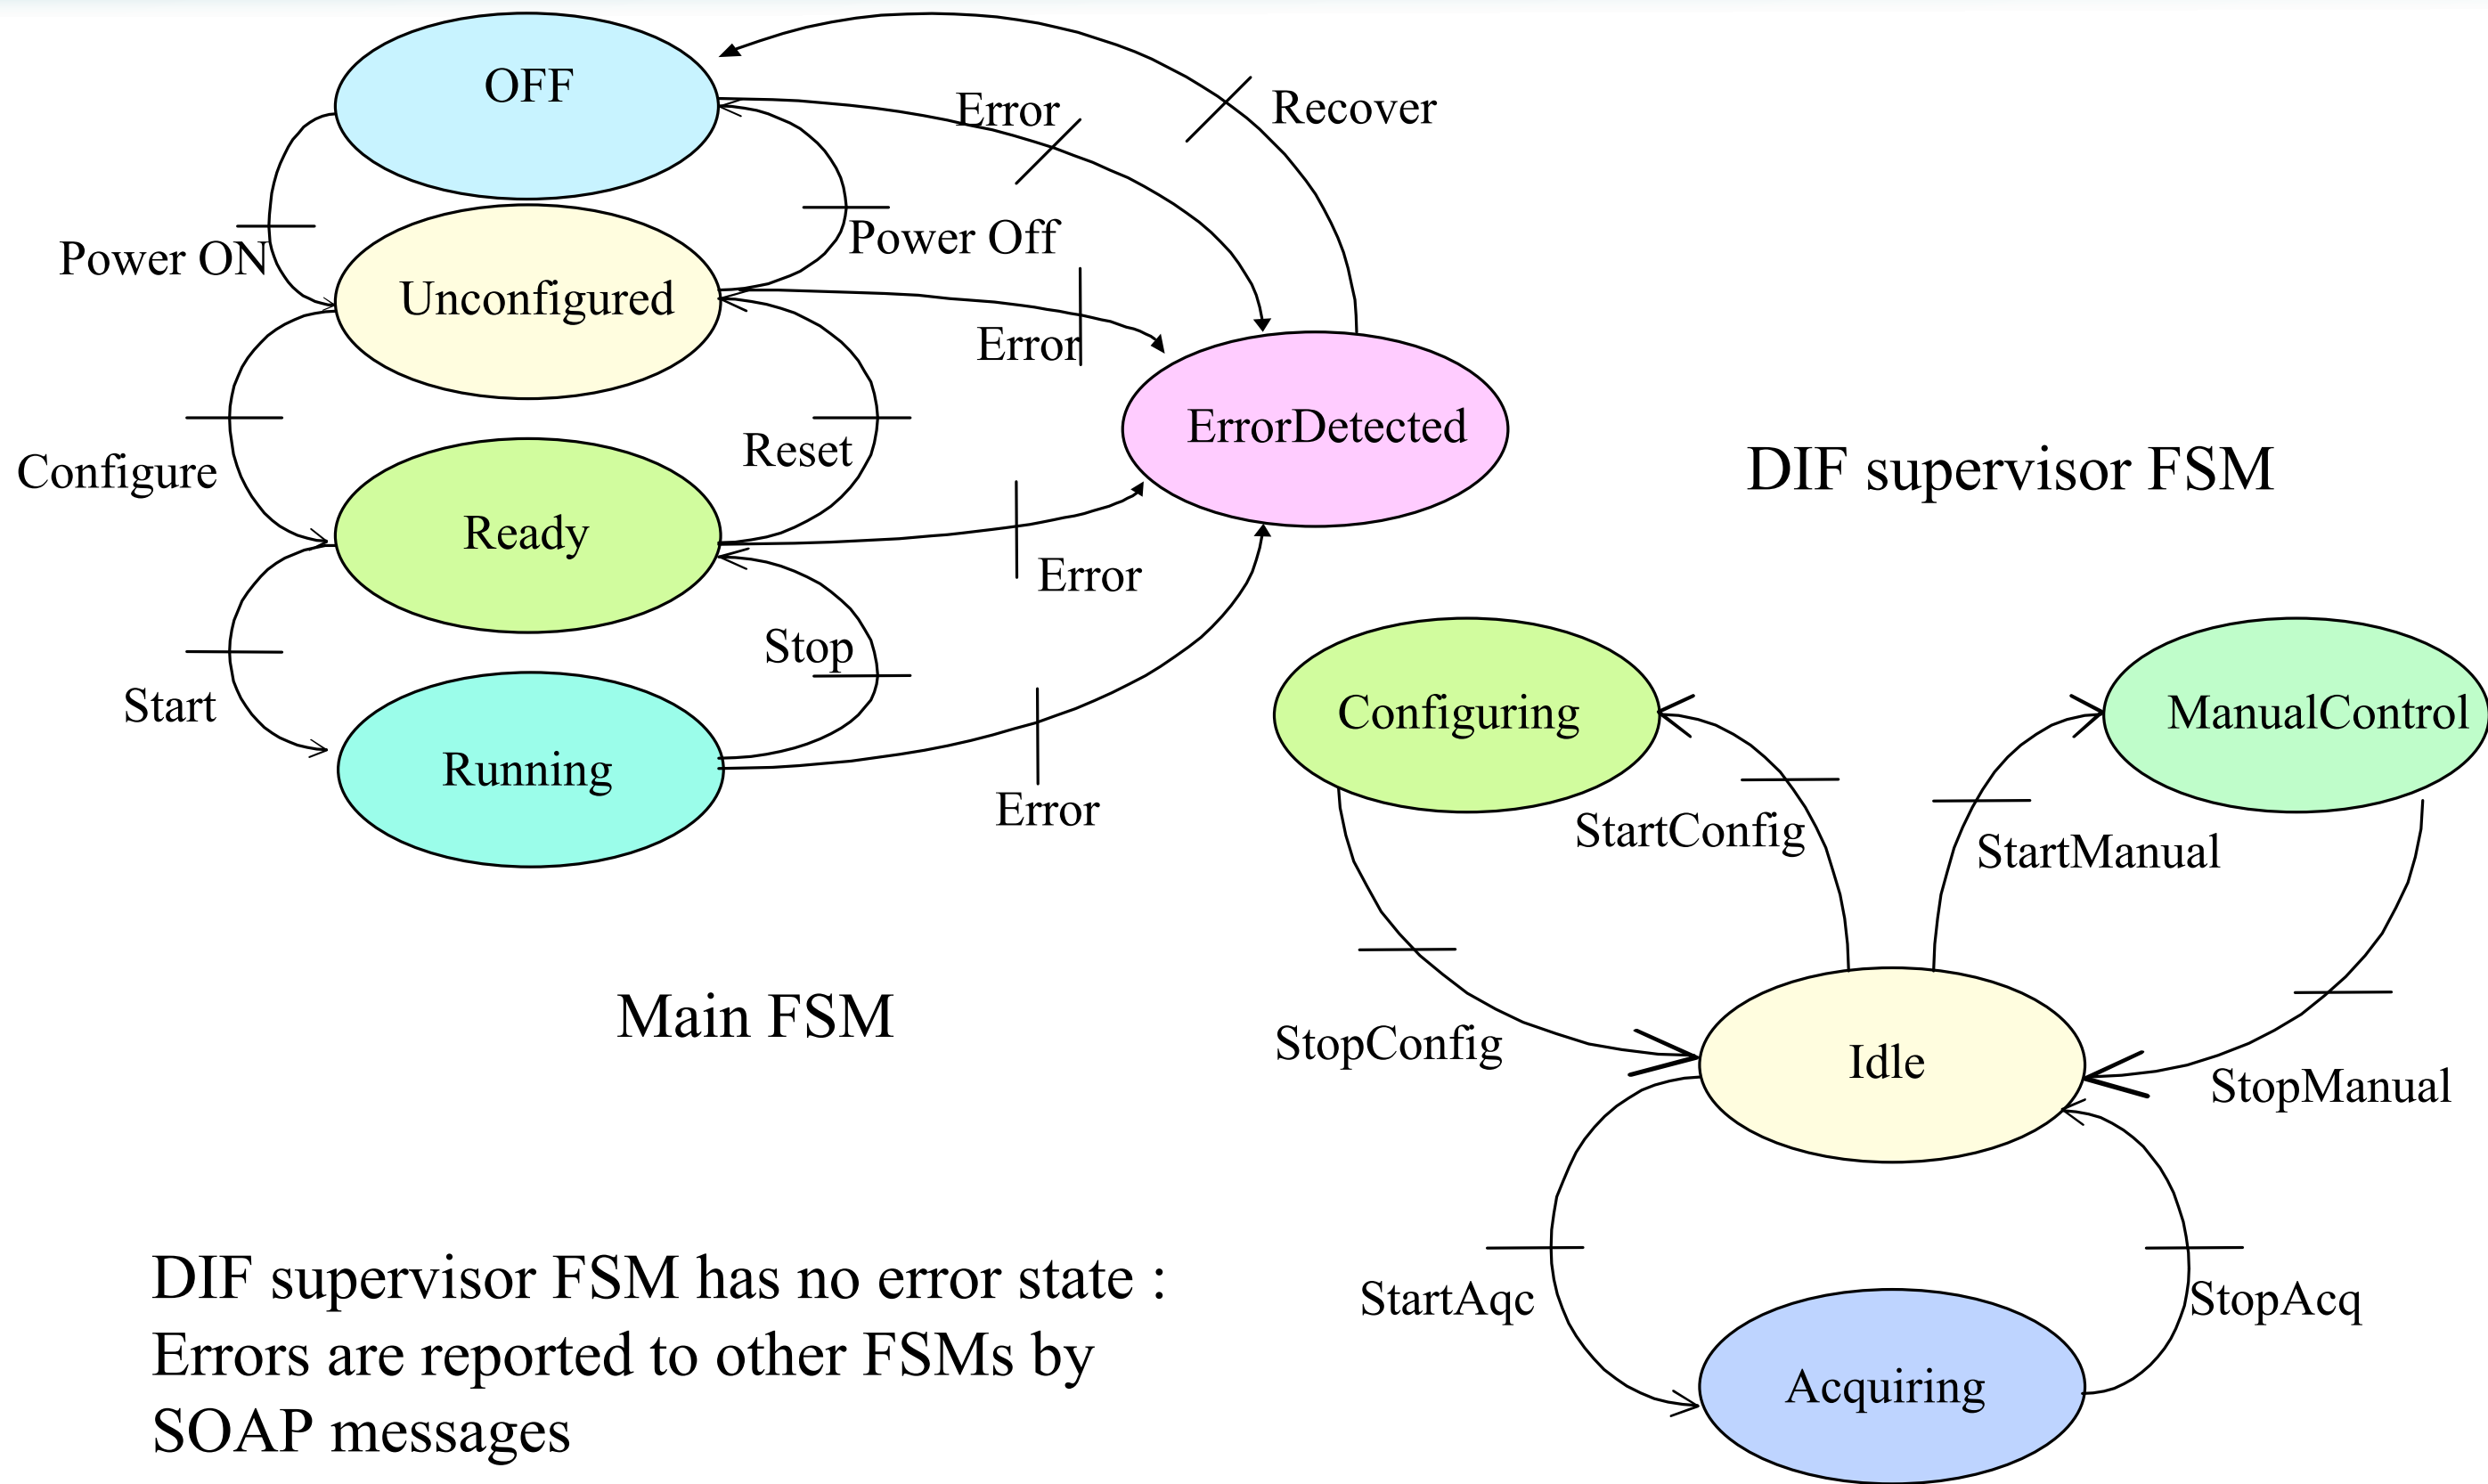 OFF
Error
Recover
Power ON
Power Off
Unconfigured
Error
ErrorDetected
Configure
Reset
DIF supervisor FSM
Ready
Error
Stop
Start
Running
Error
Configuring
ManualControl
StartConfig
StartManual
Main FSM
StopConfig
Idle
StopManual
DIF supervisor FSM has no error state :
Errors are reported to other FSMs by
SOAP messages
StartAqc
StopAcq
Acquiring